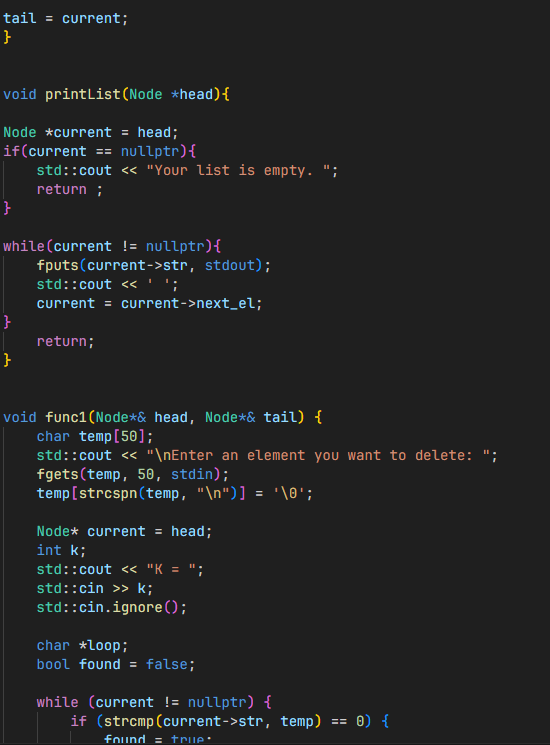 tail = current;
}
void printList(Node *head){
Node *current = head;
if(current == nullptr){
std::cout << "Your list is empty. ";
return ;
}
while(current != nullptr){
fputs(current->str, stdout);
std::cout << ' ';
current = current->next_el;
}
return;
}
void func1(Node*& head, Node*& tail) {
char temp[50];
std::cout << "\nEnter an element you want to delete: ";
fgets(temp, 50, stdin);
temp[strcspn(temp, "\n")] = '\0';
Node* current = head;
int k;
std::cout << "K = ";
std::cin >> k;
std::cin.ignore();
char *loop;
bool found = false;
while (current != nullptr) {
if (strcmp(current->str, temp) == 0) {
found = true;